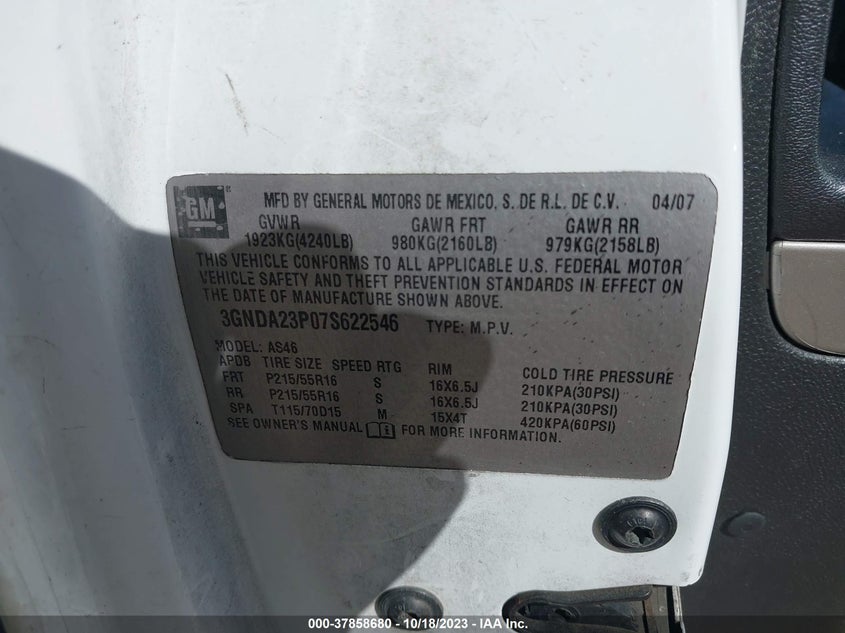 GM ® MFD BY GENERAL MOTORS DE MEXICO, S. DE R.L. DE C.V. 04/07
GVWR GAWR FRT GAWR RR
1923KG(4240LB) 980KG(2160LB) 979KG(2158LB)
THIS VEHICLE CONFORMS TO ALL APPLICABLE U.S. FEDERAL MOTOR
VEHICLE SAFETY AND THEFT PREVENTION STANDARDS IN EFFECT ON
THE DATE OF MANUFACTURE SHOWN ABOVE.
3GNDA23P07S622546 TYPE: M.P.V.
MODEL: AS46
APDB TIRE SIZE SPEED RTG RIM COLD TIRE PRESSURE
FRT P215/55R16 S 16X6.5J 210KPA(30PSI)
RR P215/55R16 S 16X6.5J 210KPA(30PSI)
SPA T115/70D15 M 15X4T 420KPA(60PSI)
SEE OWNER'S MANUAL FOR MORE INFORMATION.
000-37858680 - 10/18/2023 - IAA Inc.